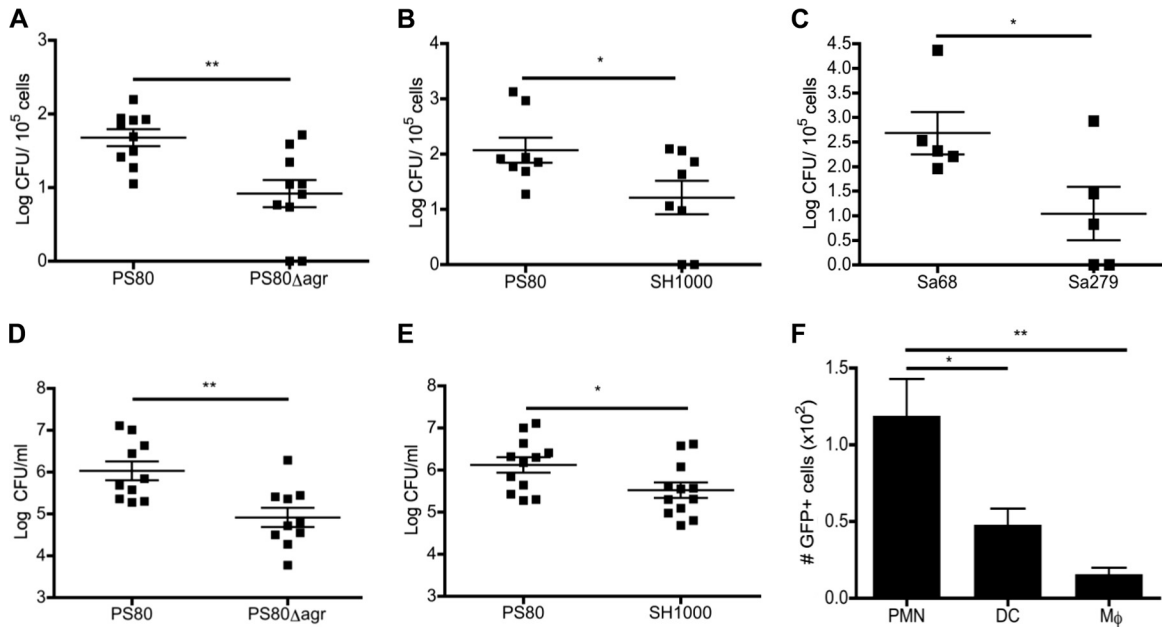 A
Log CFU/ 10⁵ cells
3
2
1
0
**
PS80
PS80Δagr
B
Log CFU/ 10⁵ cells
4
3
2
1
0
*
PS80
SH1000
C
Log CFU/ 10⁵ cells
4.5
4.0
3.5
3.0
2.5
2.0
1.5
1.0
0.5
0.0
*
Sa68
Sa279
D
Log CFU/ml
8
7
6
5
4
3
**
PS80
PS80Δagr
E
Log CFU/ml
8
7
6
5
4
3
*
PS80
SH1000
F
# GFP+ cells (x10²)
1.5
1.0
0.5
0.0
**
*
PMN
DC
Mϕ